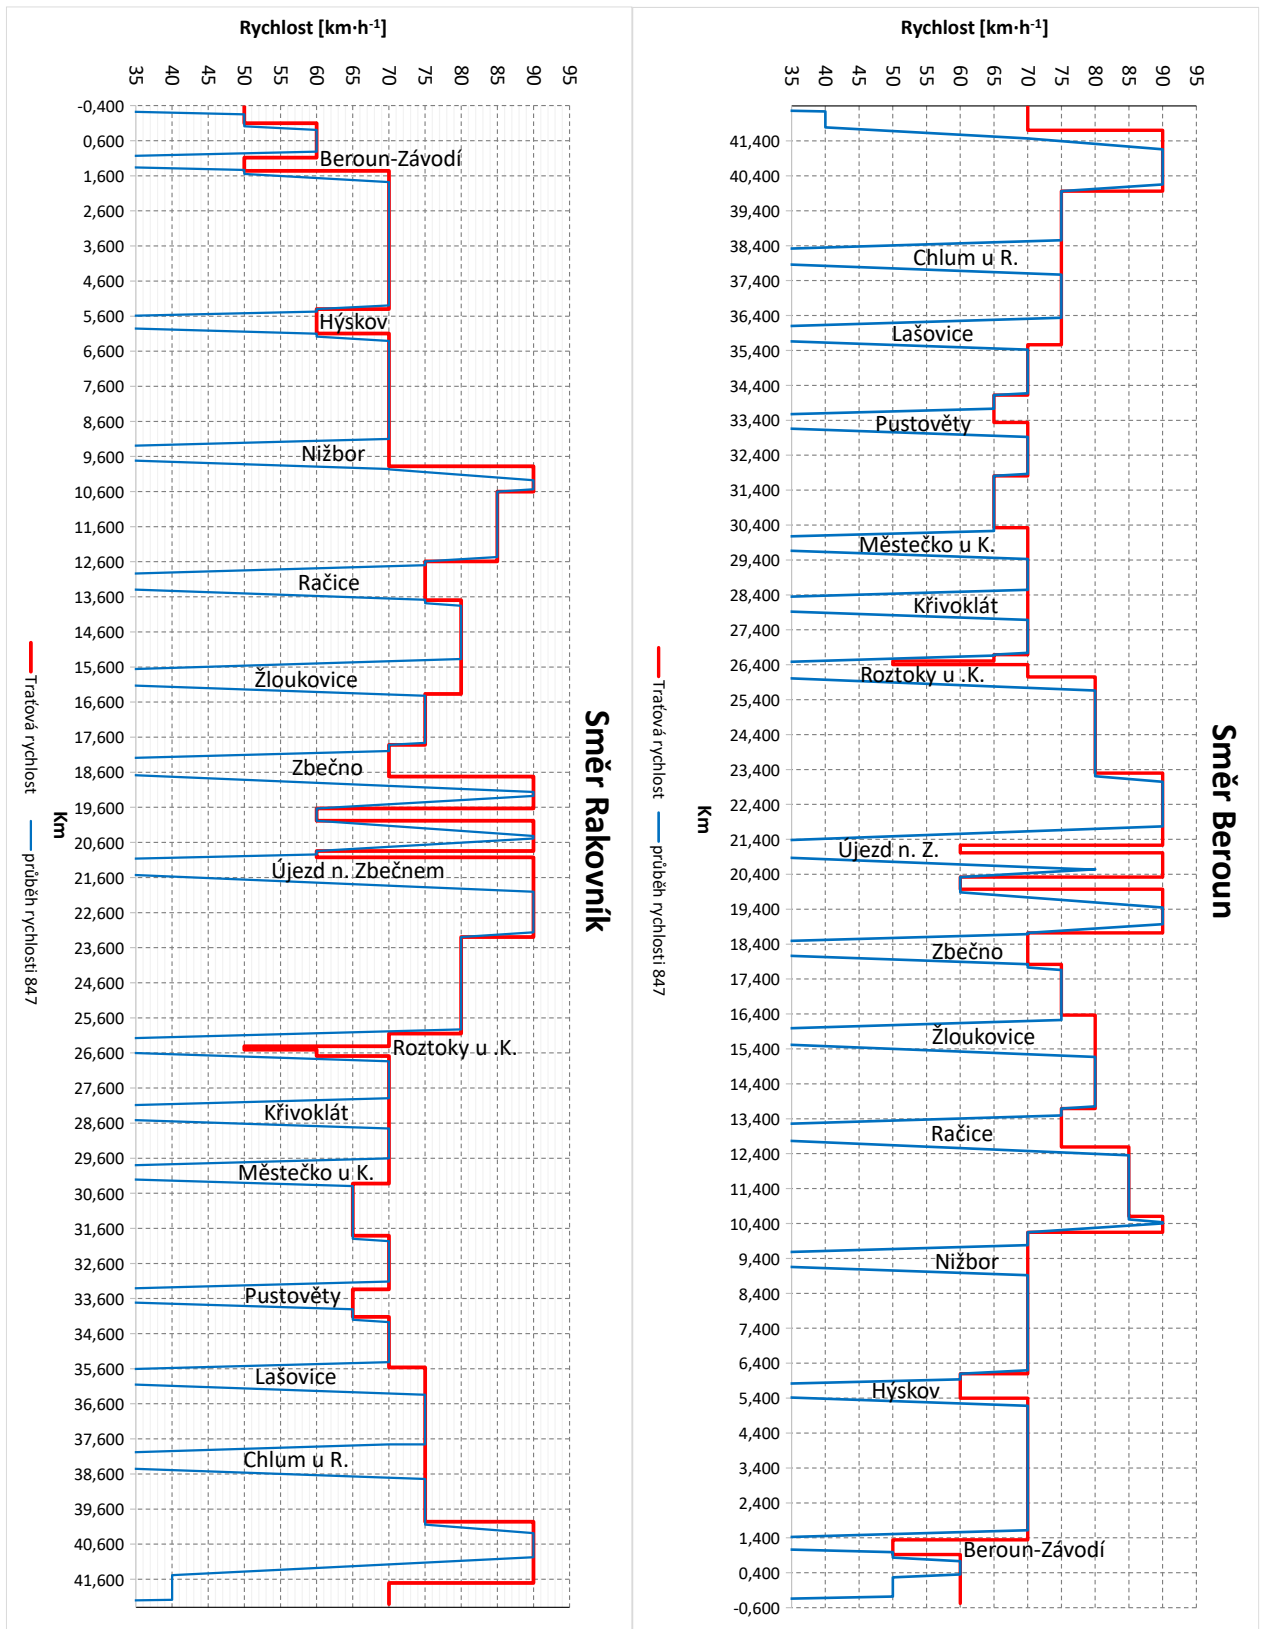 Rychlost [km·h⁻¹]
35 40 45 50 55 60 65 70 75 80 85 90 95
-0,400
0,600
1,600
2,600
3,600
4,600
5,600
6,600
7,600
8,600
9,600
10,600
11,600
12,600
13,600
14,600
15,600
16,600
17,600
18,600
19,600
20,600
21,600
22,600
23,600
24,600
25,600
26,600
27,600
28,600
29,600
30,600
31,600
32,600
33,600
34,600
35,600
36,600
37,600
38,600
39,600
40,600
41,600
Beroun-Závodí
Hýskov
Nižbor
Račice
Žloukovice
Zbečno
Újezd n. Zbečnem
Roztoky u .K.
Křivoklát
Městečko u K.
Pustověty
Lašovice
Chlum u R.
Směr Rakovník
Km
Traťová rychlost
průběh rychlosti 847
Rychlost [km·h⁻¹]
35 40 45 50 55 60 65 70 75 80 85 90 95
41,400
40,400
39,400
38,400
37,400
36,400
35,400
34,400
33,400
32,400
31,400
30,400
29,400
28,400
27,400
26,400
25,400
24,400
23,400
22,400
21,400
20,400
19,400
18,400
17,400
16,400
15,400
14,400
13,400
12,400
11,400
10,400
9,400
8,400
7,400
6,400
5,400
4,400
3,400
2,400
1,400
0,400
-0,600
Chlum u R.
Lašovice
Pustověty
Městečko u K.
Křivoklát
Roztoky u .K.
Újezd n. Z.
Zbečno
Žloukovice
Račice
Nižbor
Hýskov
Beroun-Závodí
Směr Beroun
Km
Traťová rychlost
průběh rychlosti 847